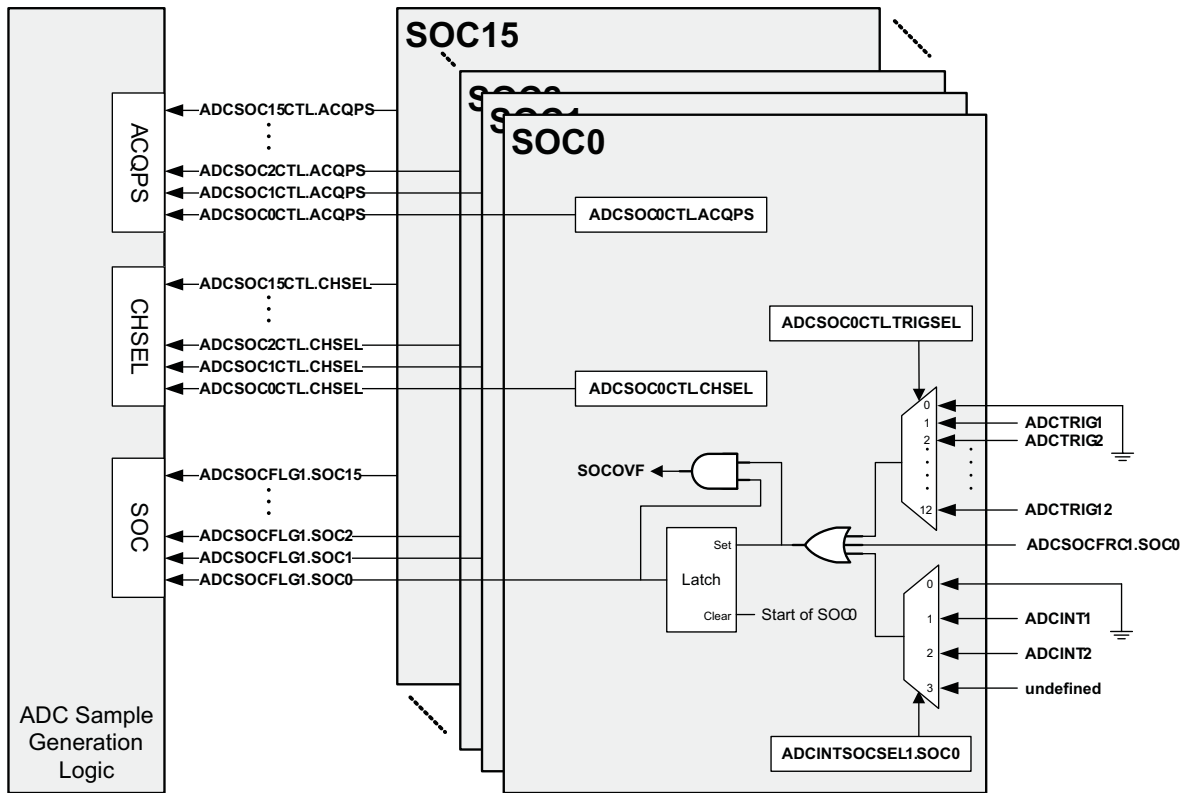 SOC15
SOC2
SOC1
SOC0
ACQPS
ADCSOC15CTL.ACQPS
ADCSOC2CTL.ACQPS
ADCSOC1CTL.ACQPS
ADCSOC0CTL.ACQPS
ADCSOC0CTL.ACQPS
CHSEL
ADCSOC15CTL.CHSEL
ADCSOC2CTL.CHSEL
ADCSOC1CTL.CHSEL
ADCSOC0CTL.CHSEL
ADCSOC0CTL.CHSEL
ADCSOC0CTL.TRIGSEL
0
1
2
12
ADCTRIG1
ADCTRIG2
ADCTRIG12
SOC
ADCSOCFLG1.SOC15
ADCSOCFLG1.SOC2
ADCSOCFLG1.SOC1
ADCSOCFLG1.SOC0
SOCOVF
Set
Latch
Clear
Start of SOC0
ADCSOCFRC1.SOC0
0
1
2
3
ADCINT1
ADCINT2
undefined
ADCINTSOCSEL1.SOC0
ADC Sample
Generation
Logic